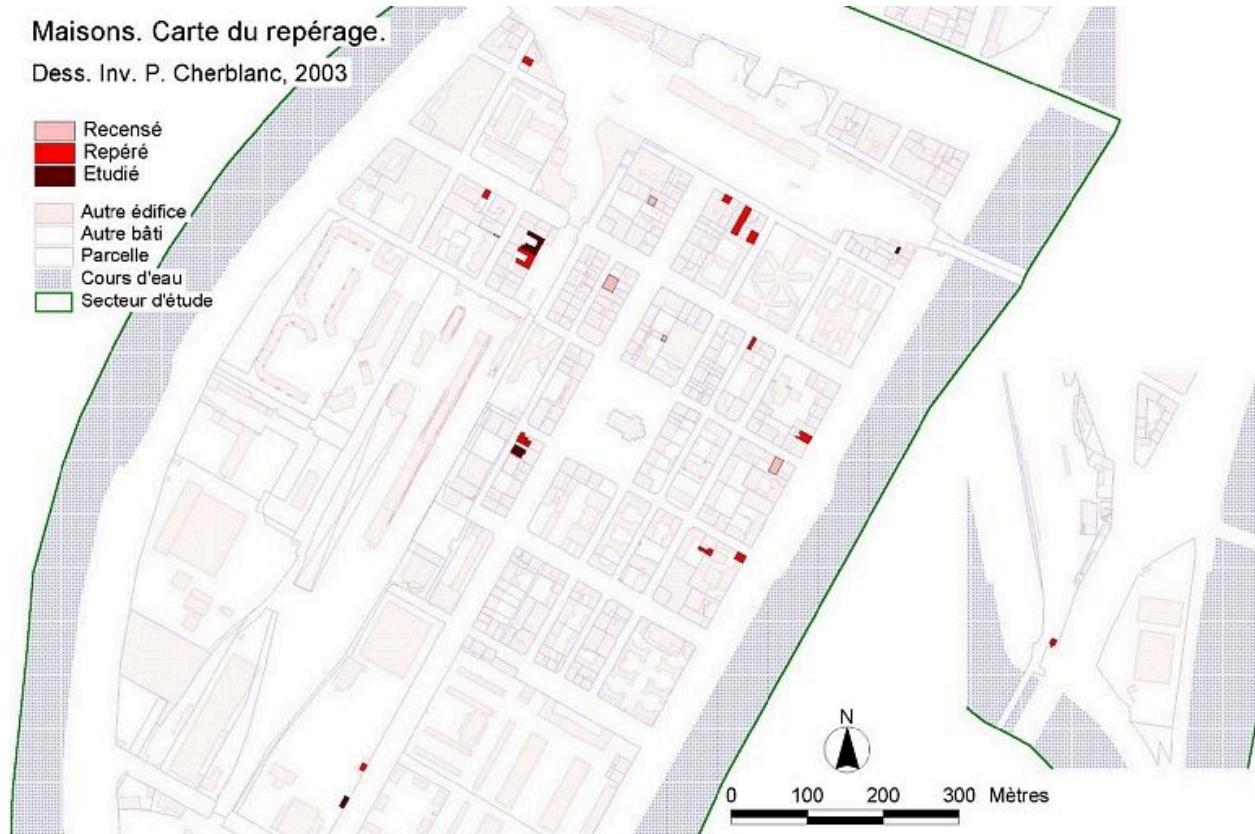 Maisons. Carte du repérage.
Dess. Inv. P. Cherblanc, 2003
Recensé
Repéré
Etudié
Autre édifice
Autre bâti
Parcelle
Cours d'eau
Secteur d'étude
N
0 100 200 300 Mètres